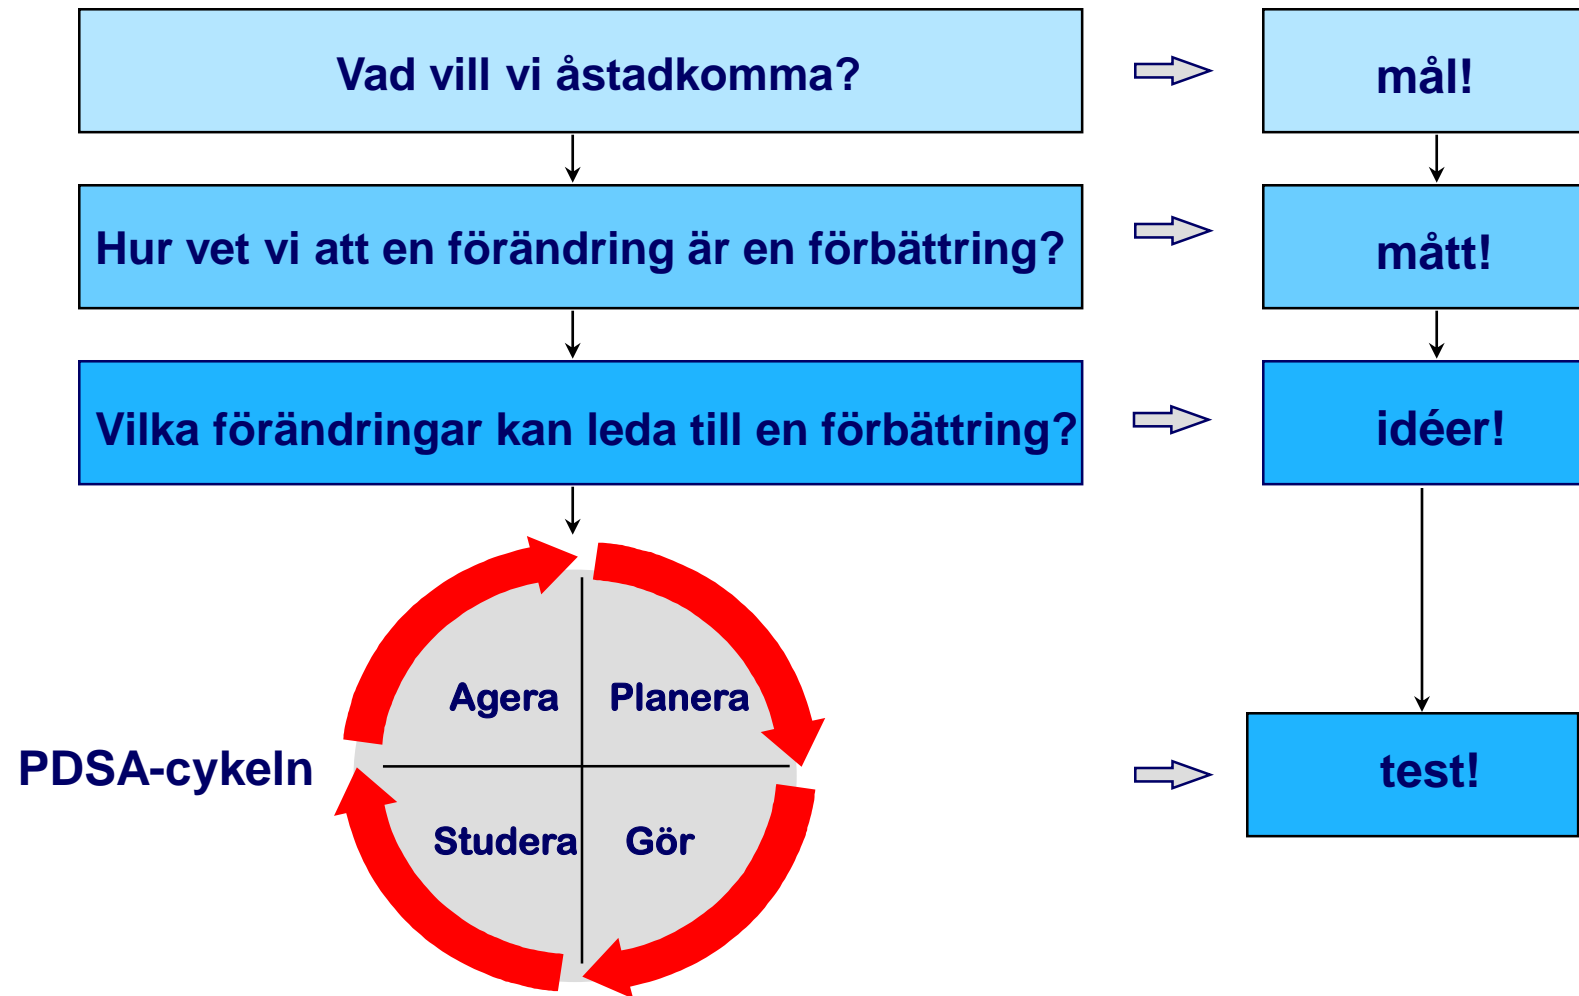 Vad vill vi åstadkomma?
mål!
Hur vet vi att en förändring är en förbättring?
mått!
Vilka förändringar kan leda till en förbättring?
idéer!
Agera
Planera
PDSA-cykeln
test!
Studera
Gör